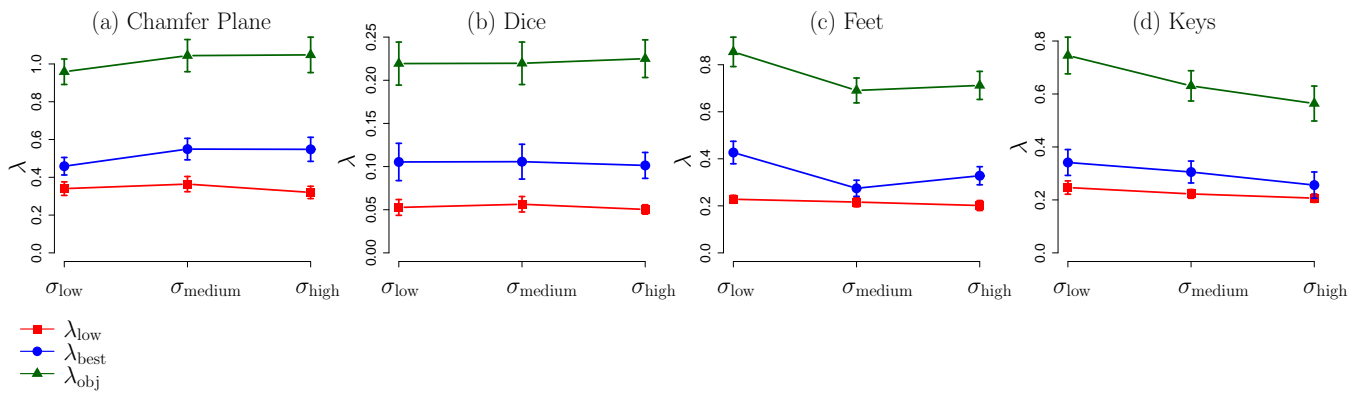 (a) Chamfer Plane
(b) Dice
(c) Feet
(d) Keys
λ
0.0 0.2 0.4 0.6 0.8 1.0
σlow σmedium σhigh
λ
0.00 0.05 0.10 0.15 0.20 0.25
σlow σmedium σhigh
λ
0.0 0.2 0.4 0.6 0.8
σlow σmedium σhigh
λ
0.0 0.2 0.4 0.6 0.8
σlow σmedium σhigh
λlow
λbest
λobj